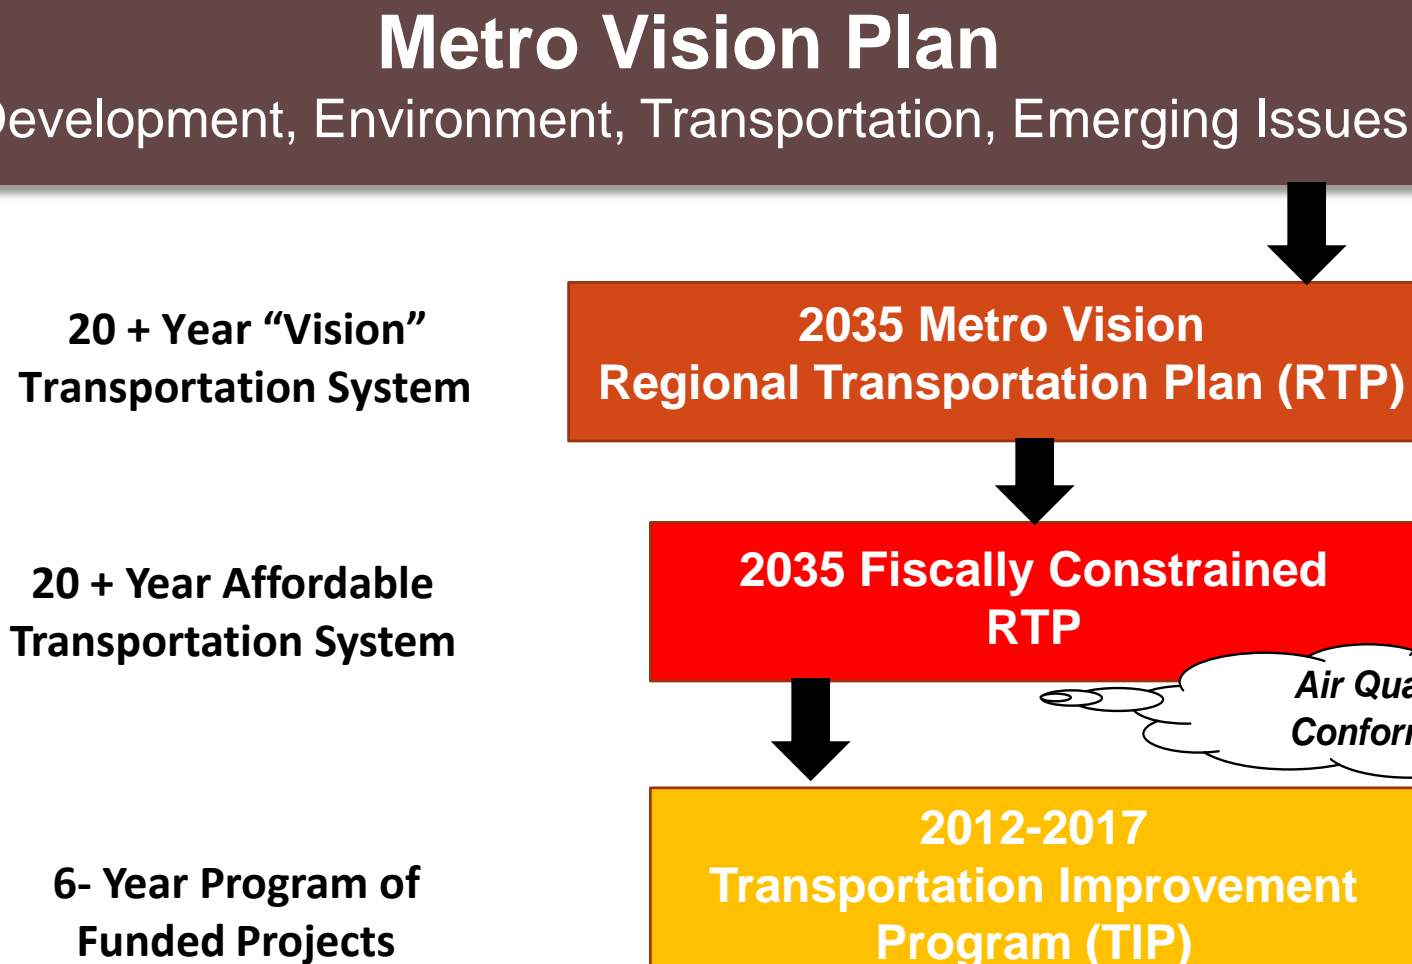 Metro Vision Plan
Development, Environment, Transportation, Emerging Issues
20 + Year “Vision”
Transportation System
2035 Metro Vision
Regional Transportation Plan (RTP)
20 + Year Affordable
Transportation System
2035 Fiscally Constrained
RTP
Air
6- Year Program of
Funded Projects
2012-2017
Transportation Improvement
Program (TIP)